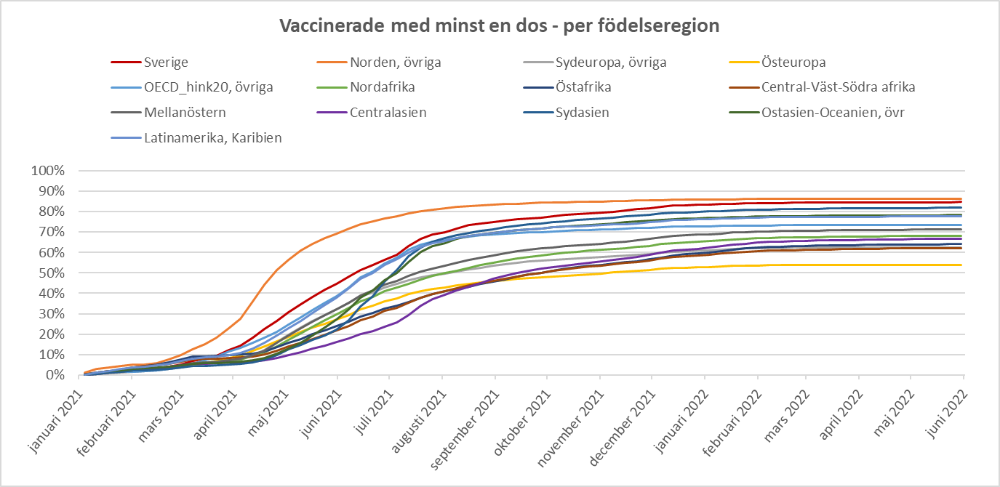 Vaccinerade med minst en dos - per födelseregion
Sverige
Norden, övriga
Sydeuropa, övriga
Östeuropa
OECD_hink20, övriga
Nordafrika
Östafrika
Central-Väst-Södra afrika
Mellanöstern
Centralasien
Sydasien
Ostasien-Oceanien, övr
Latinamerika, Karibien
100%
90%
80%
70%
60%
50%
40%
30%
20%
10%
0%
januari 2021
februari 2021
mars 2021
april 2021
maj 2021
juni 2021
juli 2021
augusti 2021
september 2021
oktober 2021
november 2021
december 2021
januari 2022
februari 2022
mars 2022
april 2022
maj 2022
juni 2022